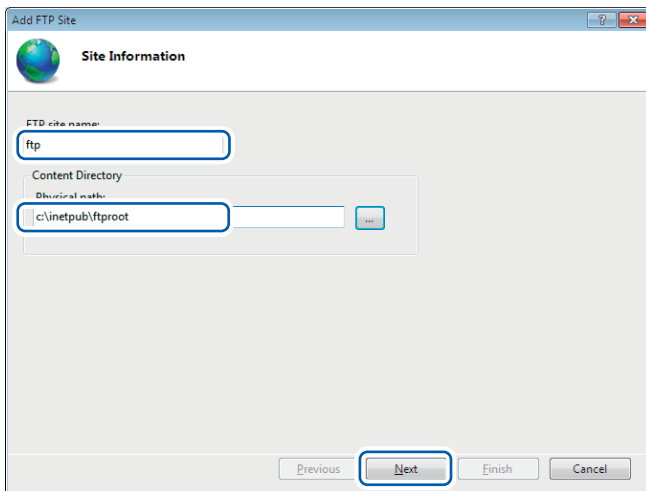 Add FTP Site
Site Information
FTP site name:
ftp
Content Directory
Physical path:
c:\inetpub\ftproot
...
Previous Next Finish Cancel